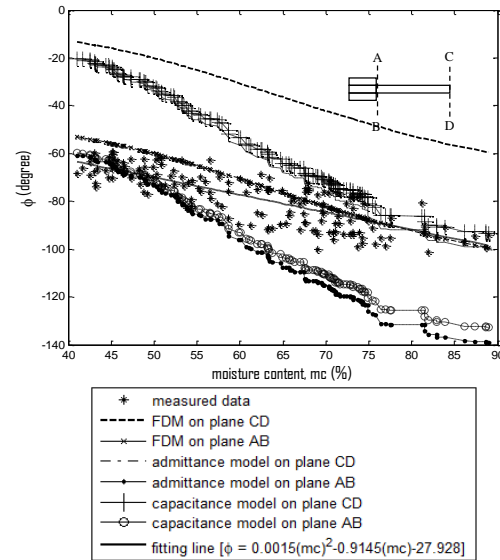 -20
-40
-60
-80
-100
-120
-140
ϕ (degree)
A
C
B
D
40 45 50 55 60 65 70 75 80 85 90
moisture content, mc (%)
measured data
FDM on plane CD
FDM on plane AB
admittance model on plane CD
admittance model on plane AB
capacitance model on plane CD
capacitance model on plane AB
fitting line [ϕ = 0.0015(mc)²-0.9145(mc)-27.928]